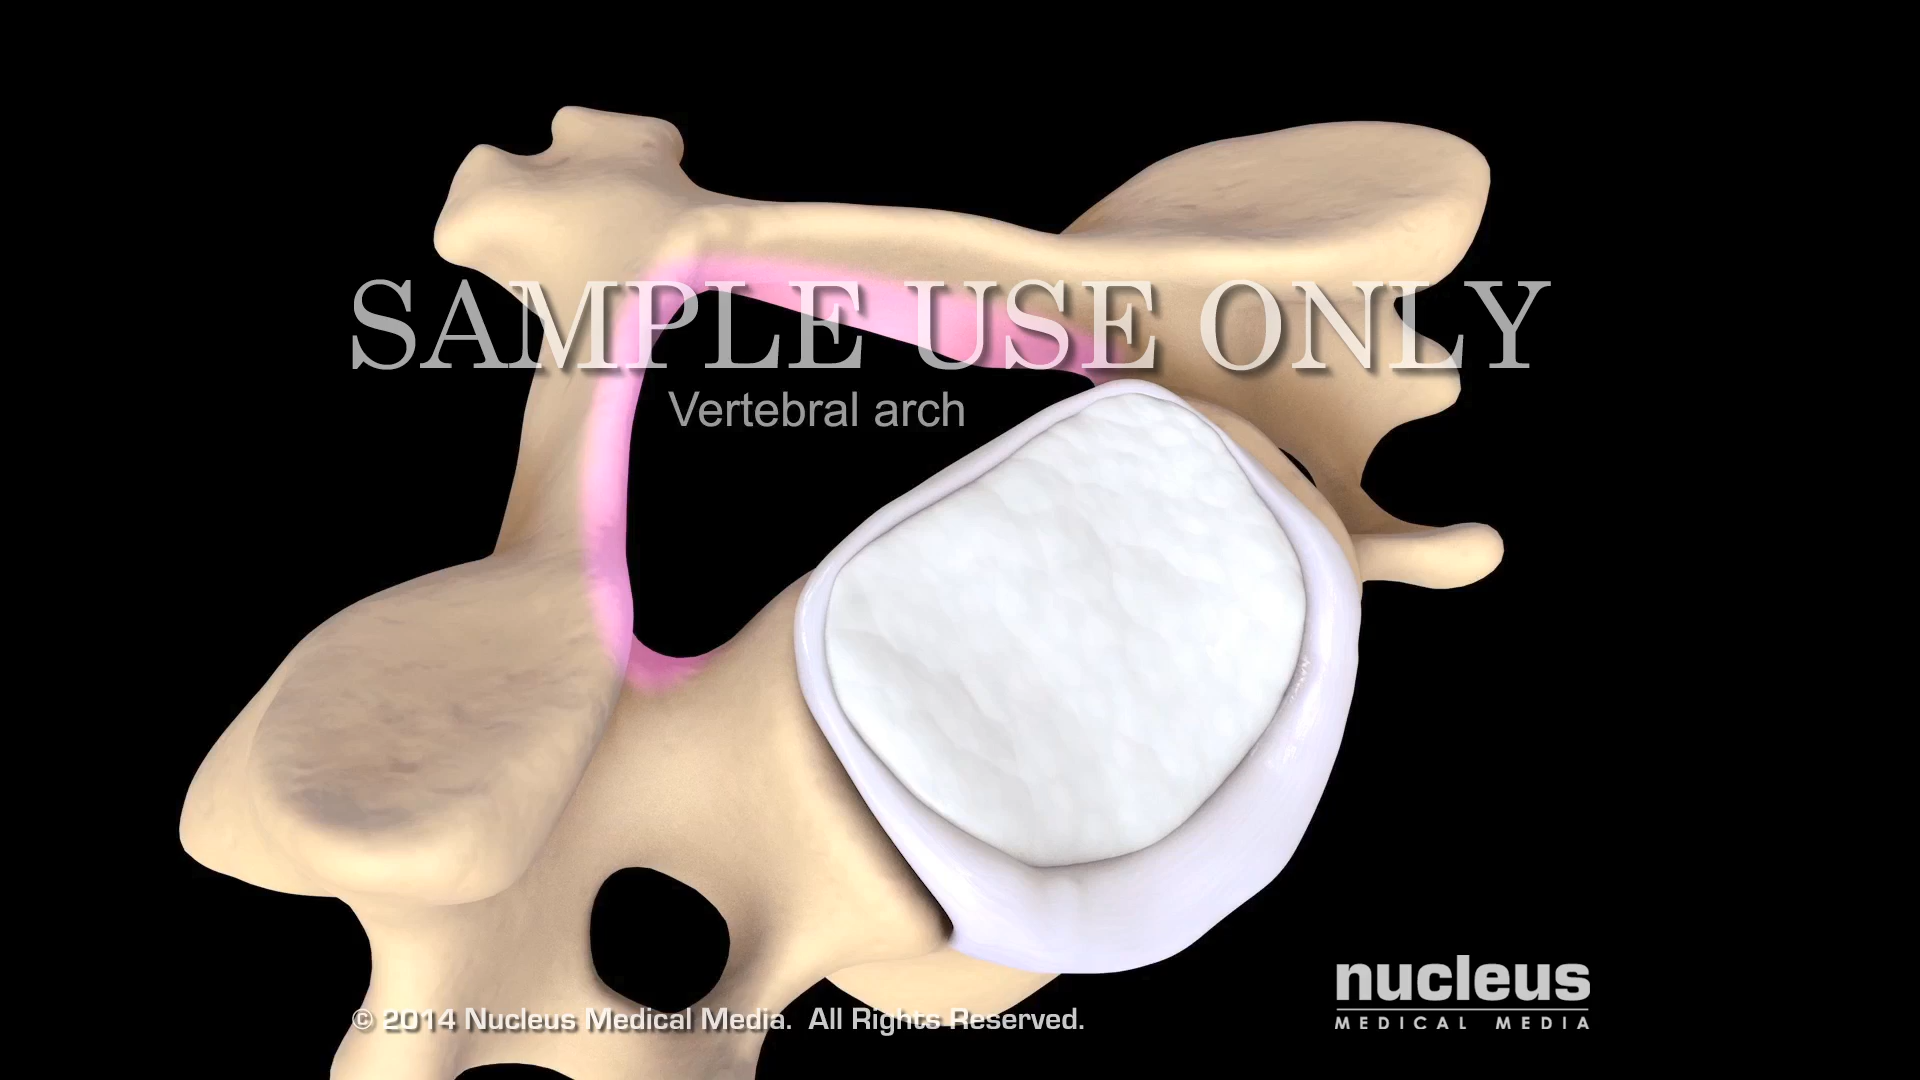 SAMPLE USE ONLY
Vertebral arch
nucleus
MEDICAL MEDIA
© 2014 Nucleus Medical Media. All Rights Reserved.